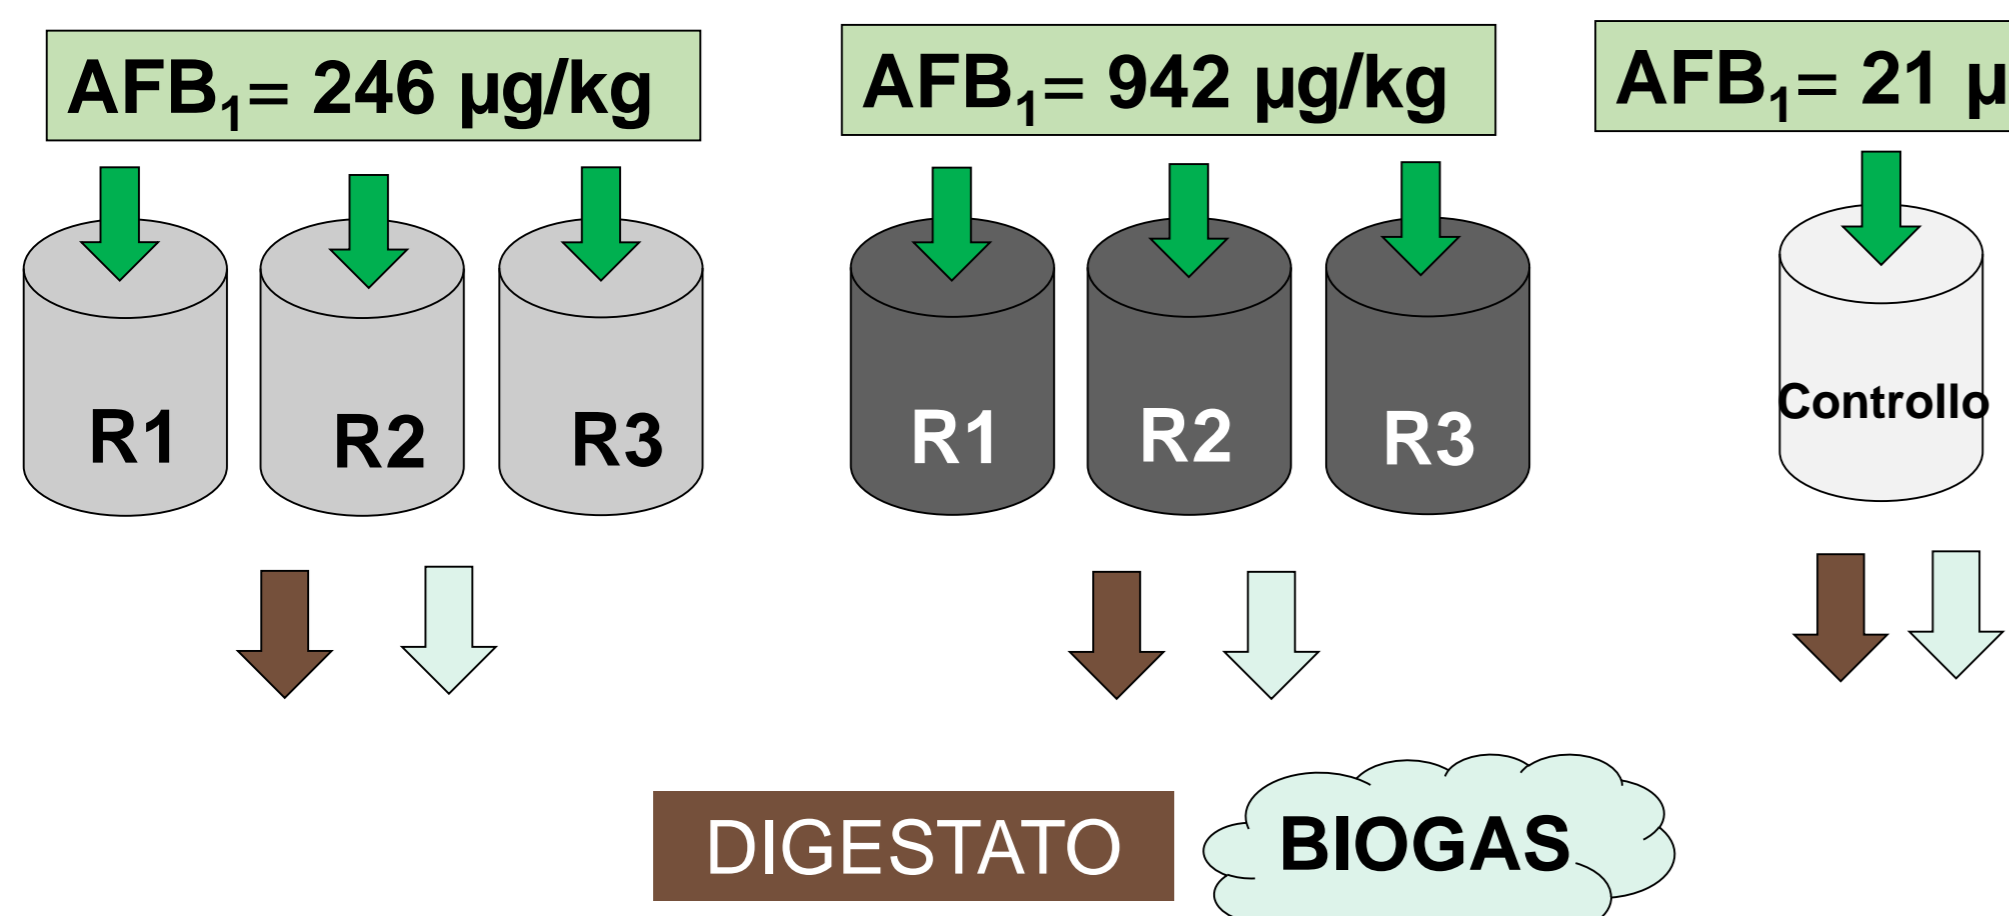 AFB₁= 246 µg/kg
AFB₁= 942 µg/kg
AFB₁= 21 µ
R1
R2
R3
R1
R2
R3
Controllo
DIGESTATO
BIOGAS